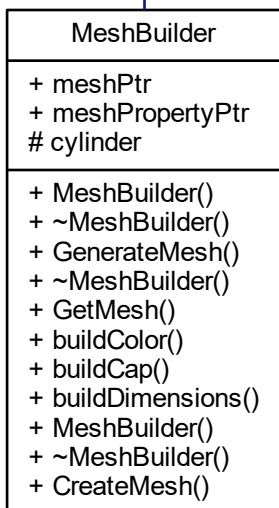 MeshBuilder
+ meshPtr
+ meshPropertyPtr
# cylinder
+ MeshBuilder()
+ ~MeshBuilder()
+ GenerateMesh()
+ ~MeshBuilder()
+ GetMesh()
+ buildColor()
+ buildCap()
+ buildDimensions()
+ MeshBuilder()
+ ~MeshBuilder()
+ CreateMesh()